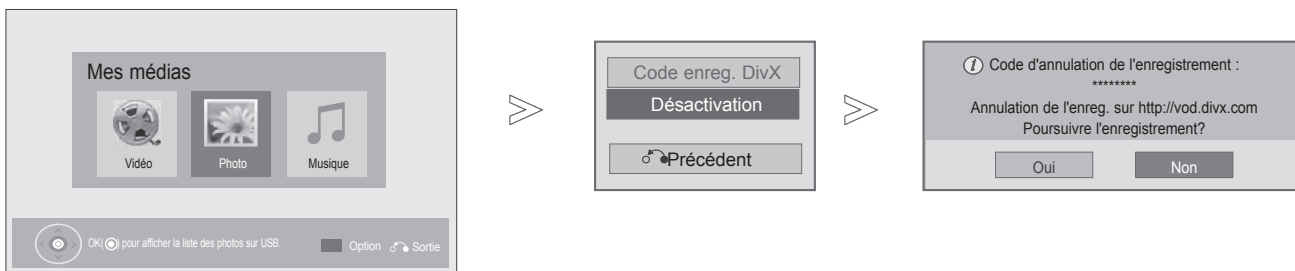 Mes médias
Vidéo
Photo
Musique
OK(◉) pour afficher la liste des photos sur USB.
Option
Sortie
Code enreg. DivX
Désactivation
Précédent
i Code d'annulation de l'enregistrement :
********
Annulation de l'enreg. sur http://vod.divx.com
Poursuivre l'enregistrement?
Oui
Non